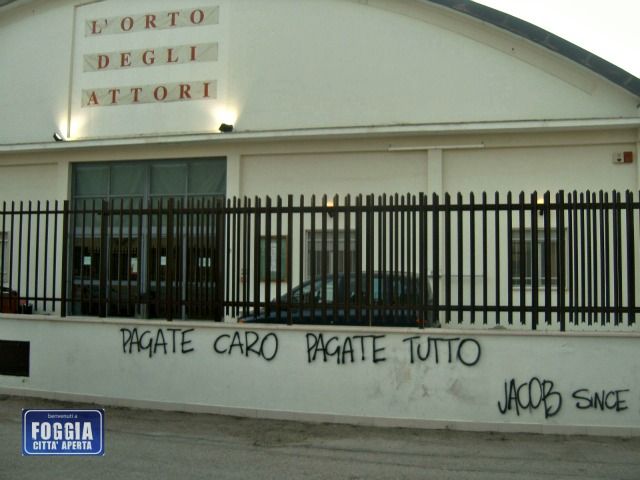 L'ORTO
DEGLI
ATTORI
PAGATE CARO PAGATE TUTTO
JACOB SINCE
benvenuti a
FOGGIA
CITTA' APERTA